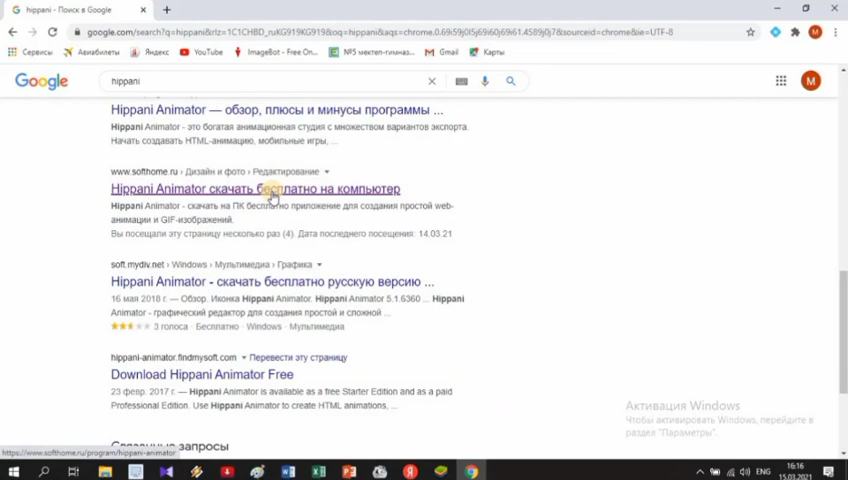 hippani - Поиск в Google
google.com/search?q=hippani&rlz=1C1CHBD_ruKG919KG919&oq=hippani&aqs=chrome.0.69i59j0l5j69i60j69i61.4589j0j7&sourceid=chrome&ie=UTF-8
Сервисы Авиабилеты Яндекс YouTube ImageBot - Free On... №5 мектеп-гимназ... Gmail Карты
Google hippani M
Hippani Animator — обзор, плюсы и минусы программы ...
Hippani Animator - это богатая анимационная студия с множеством вариантов экспорта.
Начать создавать HTML-анимацию, мобильные игры, ...
www.softhome.ru › Дизайн и фото › Редактирование
Hippani Animator скачать бесплатно на компьютер
Hippani Animator - скачать на ПК бесплатно приложение для создания простой web-
анимации и GIF-изображений.
Вы посещали эту страницу несколько раз (4). Дата последнего посещения: 14.03.21
soft.mydiv.net › Windows › Мультимедиа › Графика
Hippani Animator - скачать бесплатно русскую версию ...
16 мая 2018 г. — Обзор. Иконка Hippani Animator. Hippani Animator 5.1.6360 ... Hippani
Animator - графический редактор для создания простой и сложной ...
3 голоса · Бесплатно · Windows · Мультимедиа
hippani-animator.findmysoft.com Перевести эту страницу
Download Hippani Animator Free
23 февр. 2017 г. — Hippani Animator is available as a free Starter Edition and as a paid
Professional Edition. Use Hippani Animator to create HTML animations, ...
Активация Windows
Чтобы активировать Windows, перейдите в
раздел "Параметры".
Связанные запросы
https://www.softhome.ru/program/hippani-animator
ENG
16:16
15.03.2021